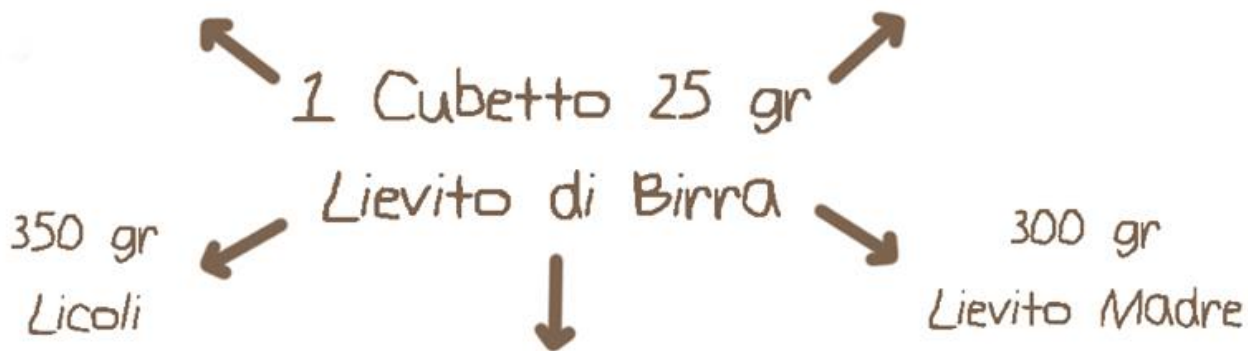 1 Cubetto 25 gr
Lievito di Birra
350 gr
Licoli
300 gr
Lievito Madre